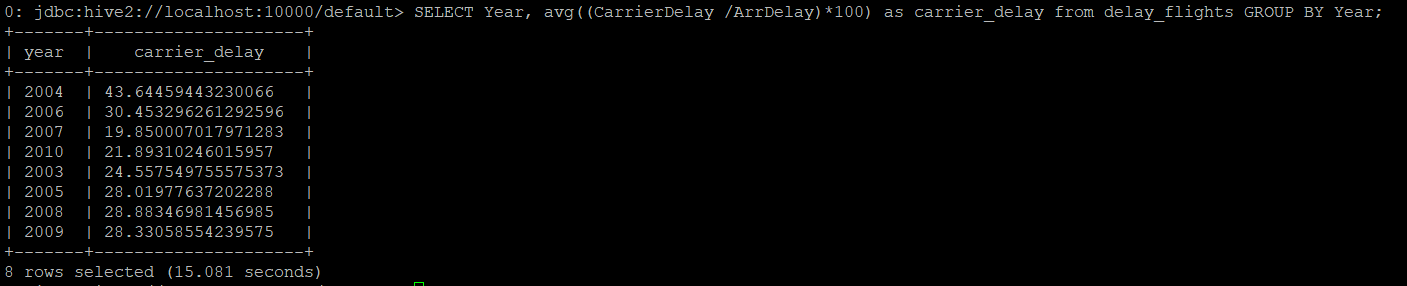 0: jdbc:hive2://localhost:10000/default> SELECT Year, avg((CarrierDelay /ArrDelay)*100) as carrier_delay from delay_flights GROUP BY Year;
+-------+---------------------+
| year | carrier_delay |
+-------+---------------------+
| 2004 | 43.64459443230066 |
| 2006 | 30.453296261292596 |
| 2007 | 19.850007017971283 |
| 2010 | 21.89310246015957 |
| 2003 | 24.557549755575373 |
| 2005 | 28.01977637202288 |
| 2008 | 28.88346981456985 |
| 2009 | 28.33058554239575 |
+-------+---------------------+
8 rows selected (15.081 seconds)